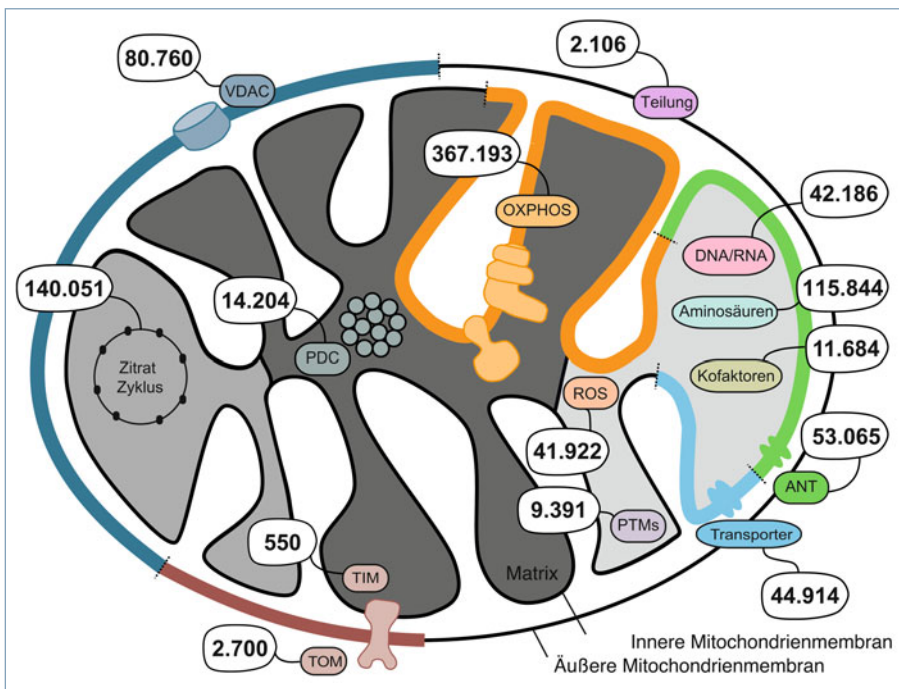 80.760
VDAC
2.106
Teilung
367.193
OXPHOS
42.186
DNA/RNA
140.051
14.204
115.844
Aminosäuren
PDC
Zitrat
Zyklus
11.684
Kofaktoren
ROS
41.922
53.065
ANT
9.391
PTMs
550
TIM
Matrix
Transporter
44.914
2.700
TOM
Innere Mitochondrienmembran
Äußere Mitochondrienmembran